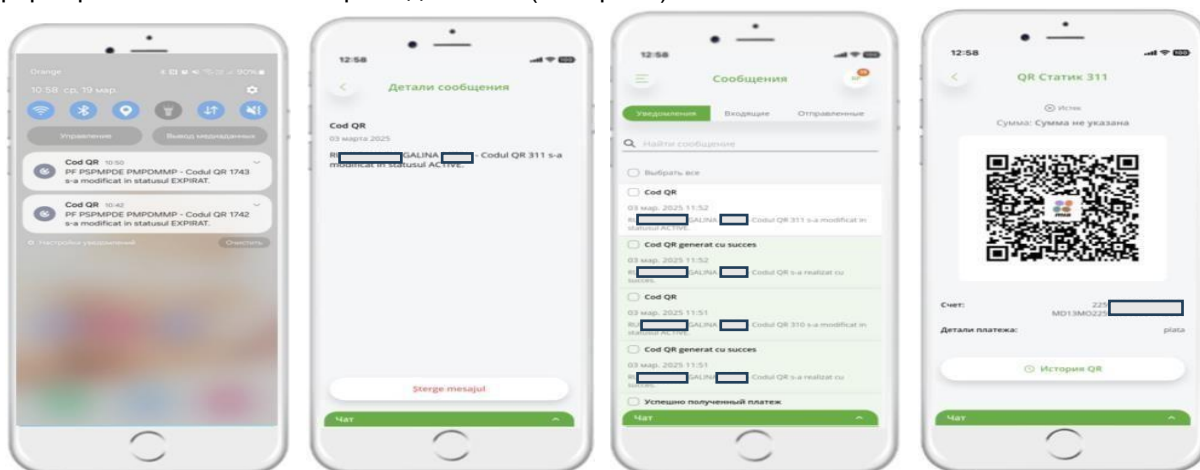 Orange
90%
10:58 ср, 19 мар.
Управление
Вывод медиаданных
Cod QR 10:50
PF PSPMPDE PMPDMMP - Codul QR 1743
s-a modificat in statusul EXPIRAT.
Cod QR 10:42
PF PSPMPDE PMPDMMP - Codul QR 1742
s-a modificat in statusul EXPIRAT.
Настройка уведомлений
Очистить
12:58
Детали сообщения
Cod QR
03 марта 2025
GALINA - Codul QR 311 s-a
modificat in statusul ACTIVE.
Şterge mesajul
Чат
12:58
Сообщения
Уведомления
Входящие
Отправленные
Найти сообщение
Выбрать все
Cod QR
03 мар. 2025 11:52
GALINA Codul QR 311 s-a modificat in
statusul ACTIVE.
Cod QR generat cu succes
03 мар. 2025 11:52
GALINA Codul QR s-a realizat cu
succes.
Cod QR
03 мар. 2025 11:51
GALINA Codul QR 310 s-a modificat in
statusul ACTIVE.
Cod QR generat cu succes
03 мар. 2025 11:51
GALINA Codul QR s-a realizat cu
succes.
Успешно полученный платеж
Чат
12:58
QR Статик 311
Истек
Сумма: Сумма не указана
mia
Счет:
225
MD13MO225
Детали платежа:
plata
История QR
Чат